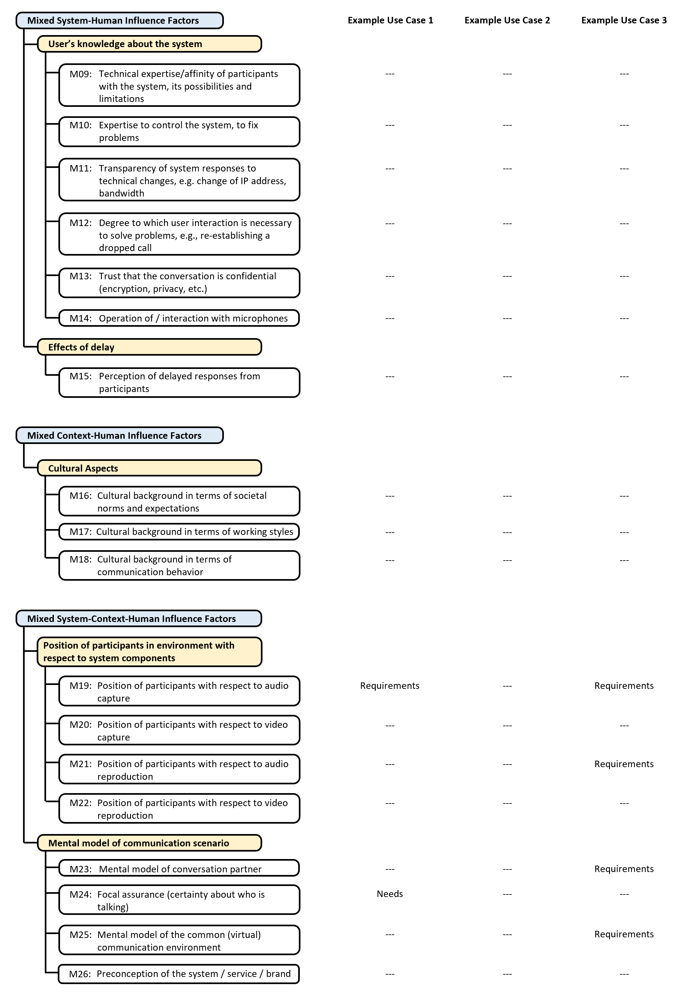 Mixed System-Human Influence Factors Example Use Case 1 Example Use Case 2 Example Use Case 3
User’s knowledge about the system
M09: Technical expertise/affinity of participants --- --- ---
with the system, its possibilities and
limitations
M10: Expertise to control the system, to fix --- --- ---
problems
M11: Transparency of system responses to --- --- ---
technical changes, e.g. change of IP address,
bandwidth
M12: Degree to which user interaction is necessary --- --- ---
to solve problems, e.g., re-establishing a
dropped call
M13: Trust that the conversation is confidential --- --- ---
(encryption, privacy, etc.)
M14: Operation of / interaction with microphones --- --- ---
Effects of delay
M15: Perception of delayed responses from --- --- ---
participants
Mixed Context-Human Influence Factors
Cultural Aspects
M16: Cultural background in terms of societal --- --- ---
norms and expectations
M17: Cultural background in terms of working styles --- --- ---
M18: Cultural background in terms of --- --- ---
communication behavior
Mixed System-Context-Human Influence Factors
Position of participants in environment with
respect to system components
M19: Position of participants with respect to audio Requirements --- Requirements
capture
M20: Position of participants with respect to video --- --- ---
capture
M21: Position of participants with respect to audio --- --- Requirements
reproduction
M22: Position of participants with respect to video --- --- ---
reproduction
Mental model of communication scenario
M23: Mental model of conversation partner --- --- Requirements
M24: Focal assurance (certainty about who is Needs --- ---
talking)
M25: Mental model of the common (virtual) --- --- Requirements
communication environment
M26: Preconception of the system / service / brand --- --- ---